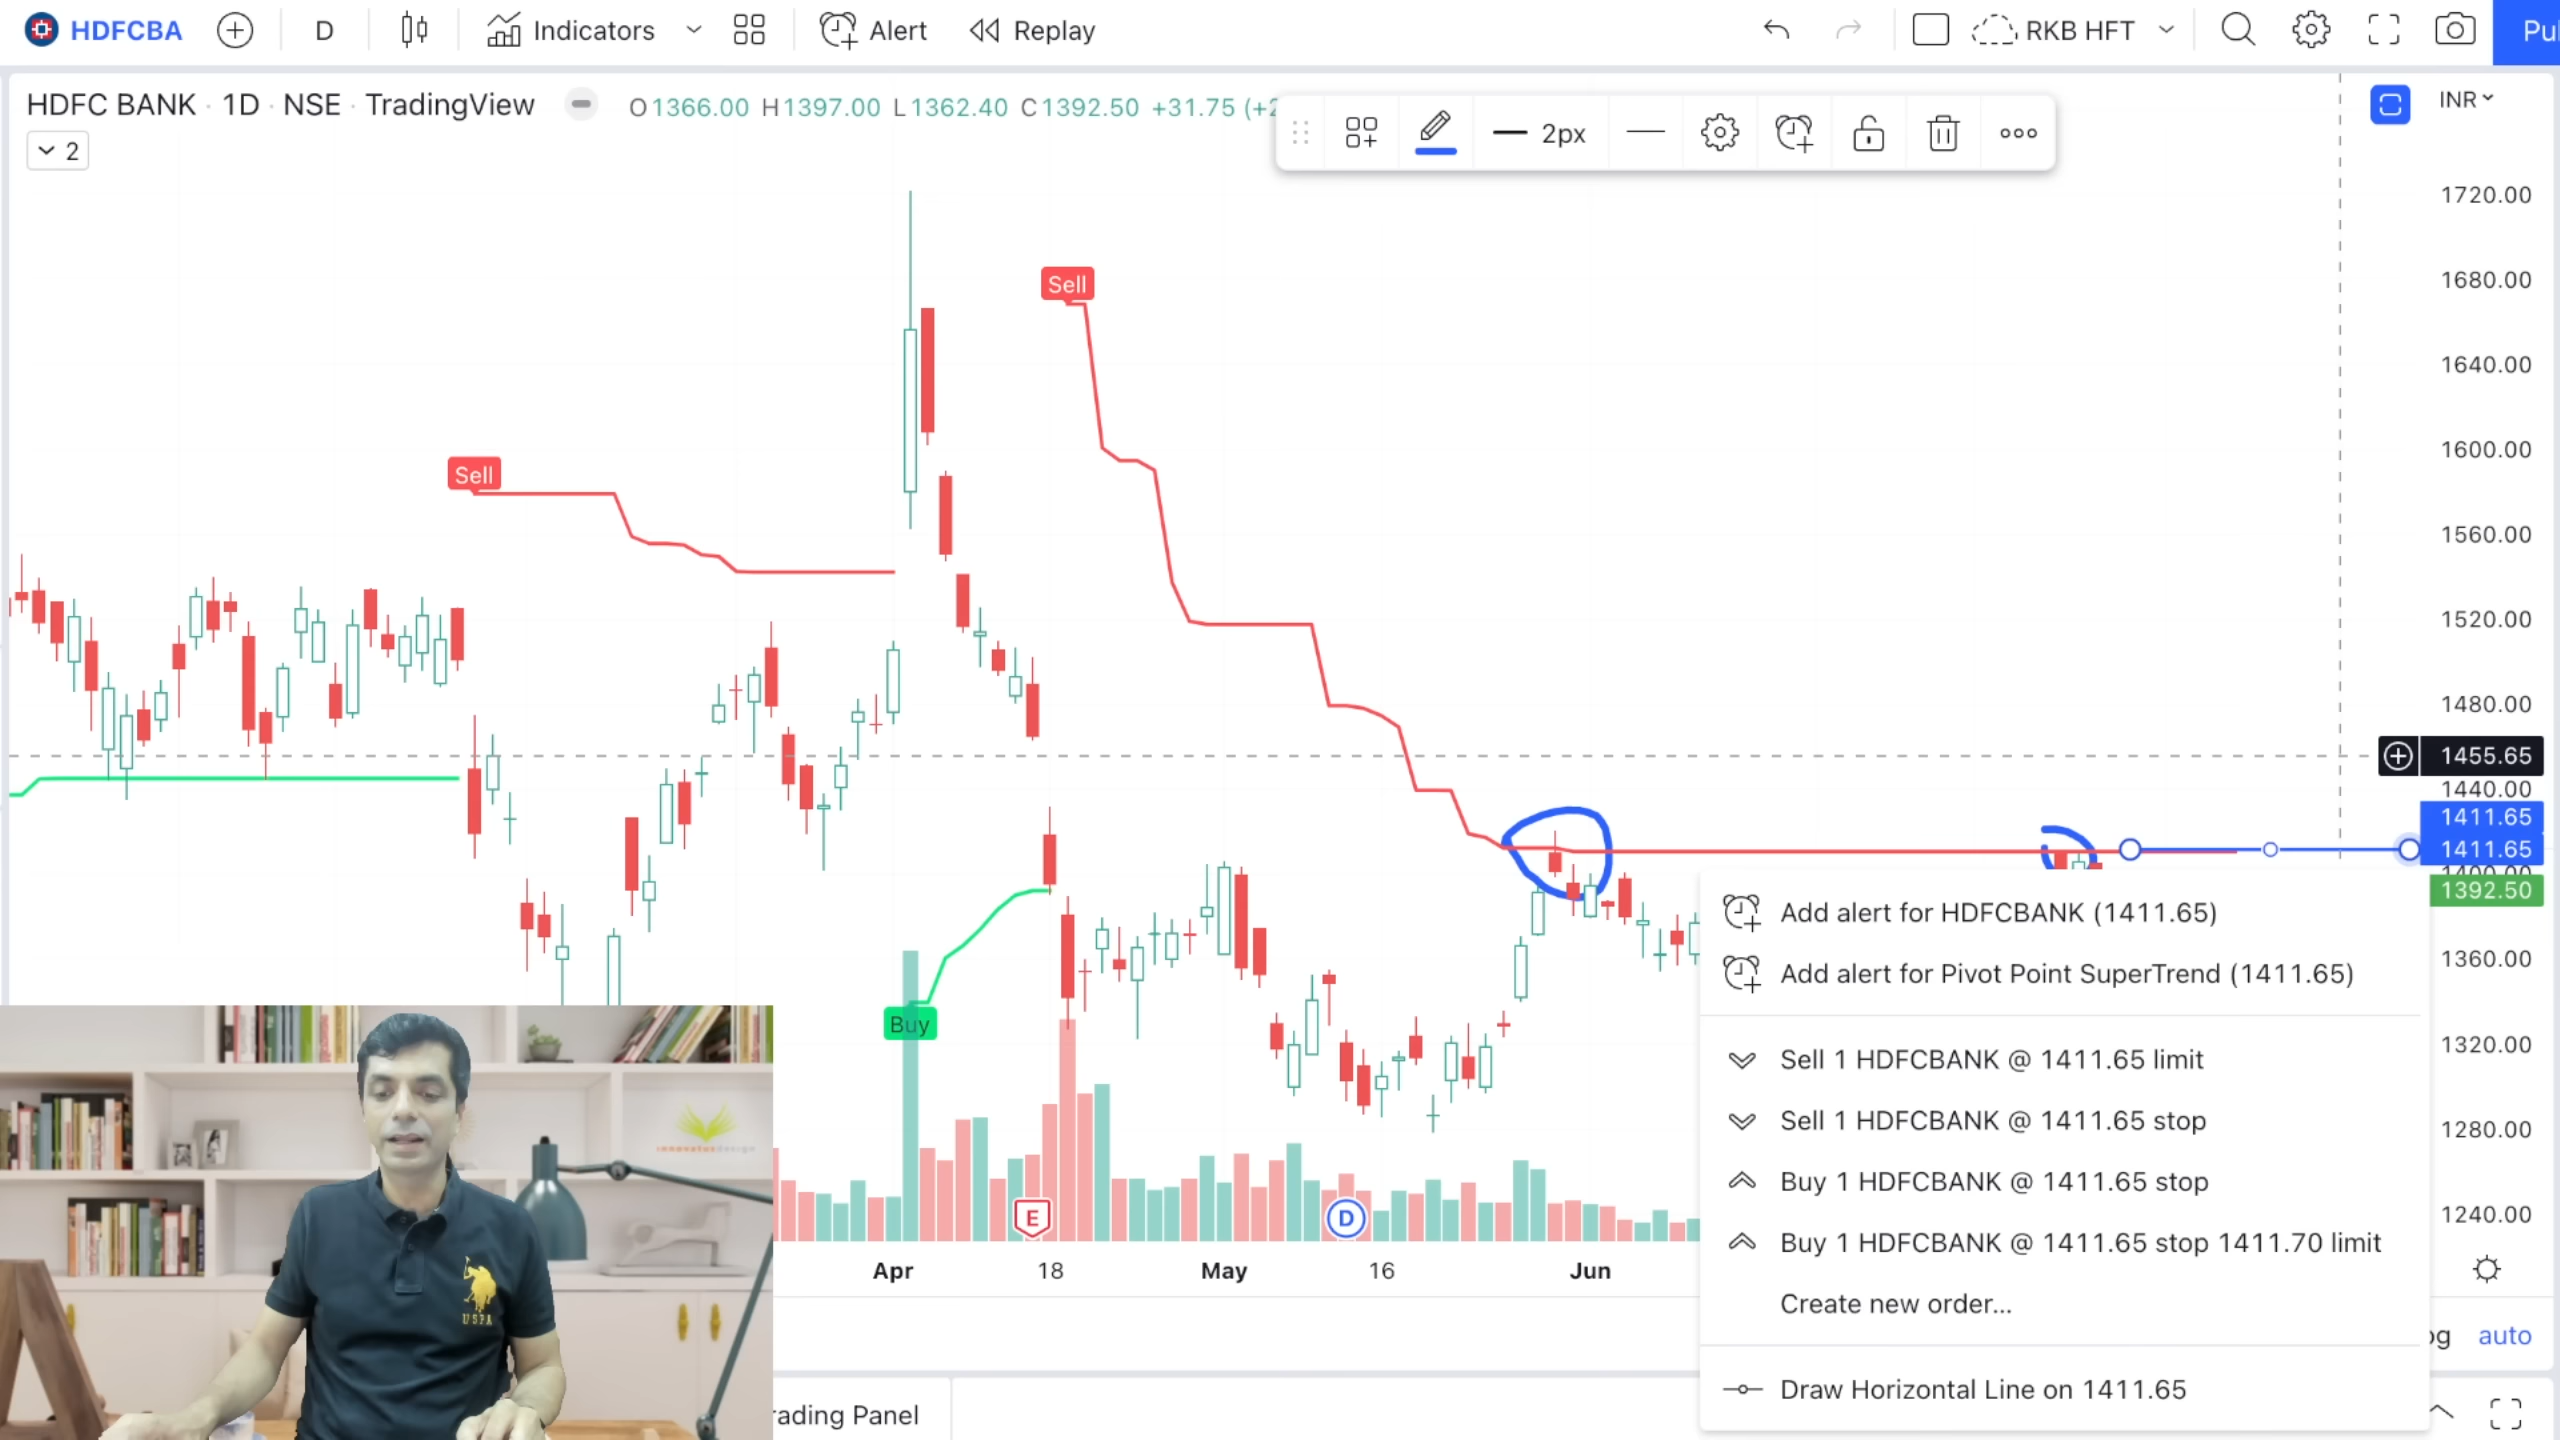 HDFCBA D Indicators Alert Replay RKB HFT
HDFC BANK · 1D · NSE · TradingView O1366.00 H1397.00 L1362.40 C1392.50 +31.75
INR
2
2px
1720.00
Sell
1680.00
1640.00
1600.00
Sell
1560.00
1520.00
1480.00
1455.65
1440.00
1411.65
1411.65
1392.50
Add alert for HDFCBANK (1411.65)
1360.00
Add alert for Pivot Point SuperTrend (1411.65)
Buy
1320.00
Sell 1 HDFCBANK @ 1411.65 limit
Sell 1 HDFCBANK @ 1411.65 stop
1280.00
Buy 1 HDFCBANK @ 1411.65 stop
E
D
1240.00
Buy 1 HDFCBANK @ 1411.65 stop 1411.70 limit
Apr 18 May 16 Jun
Create new order...
USPA
auto
Draw Horizontal Line on 1411.65
Panel